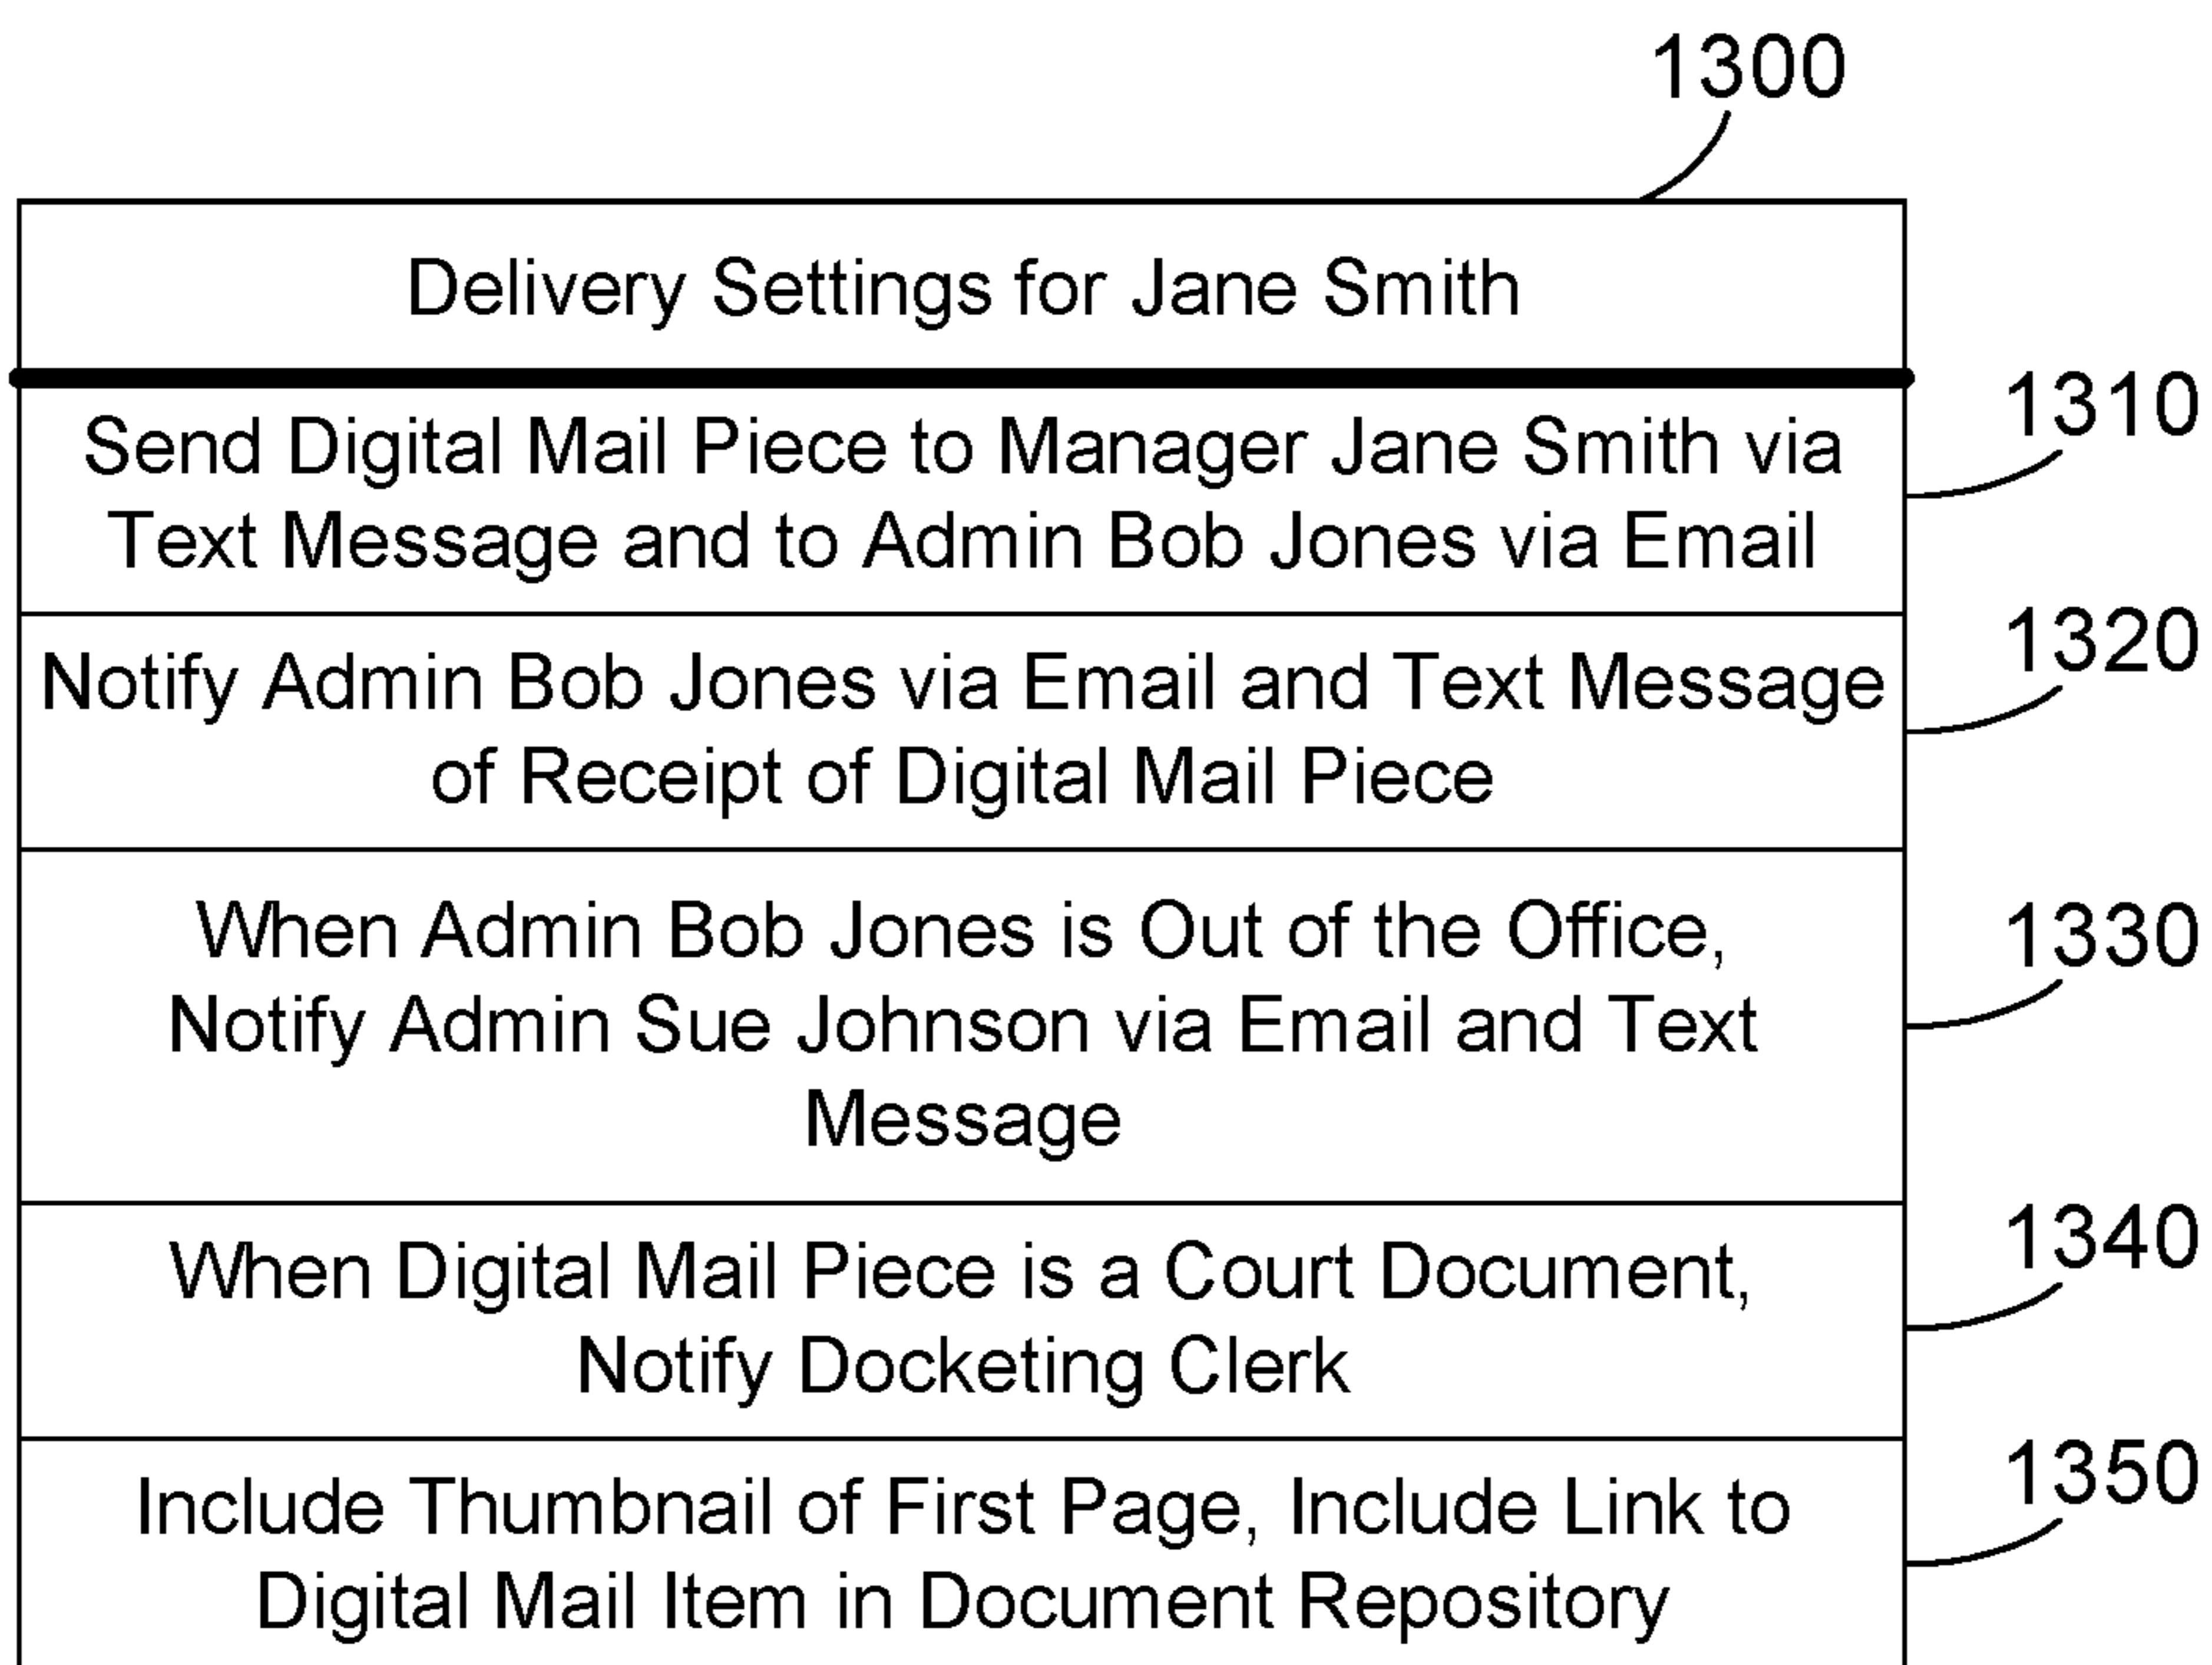 1300
Delivery Settings for Jane Smith
1310
Send Digital Mail Piece to Manager Jane Smith via
Text Message and to Admin Bob Jones via Email
1320
Notify Admin Bob Jones via Email and Text Message
of Receipt of Digital Mail Piece
1330
When Admin Bob Jones is Out of the Office,
Notify Admin Sue Johnson via Email and Text
Message
1340
When Digital Mail Piece is a Court Document,
Notify Docketing Clerk
1350
Include Thumbnail of First Page, Include Link to
Digital Mail Item in Document Repository